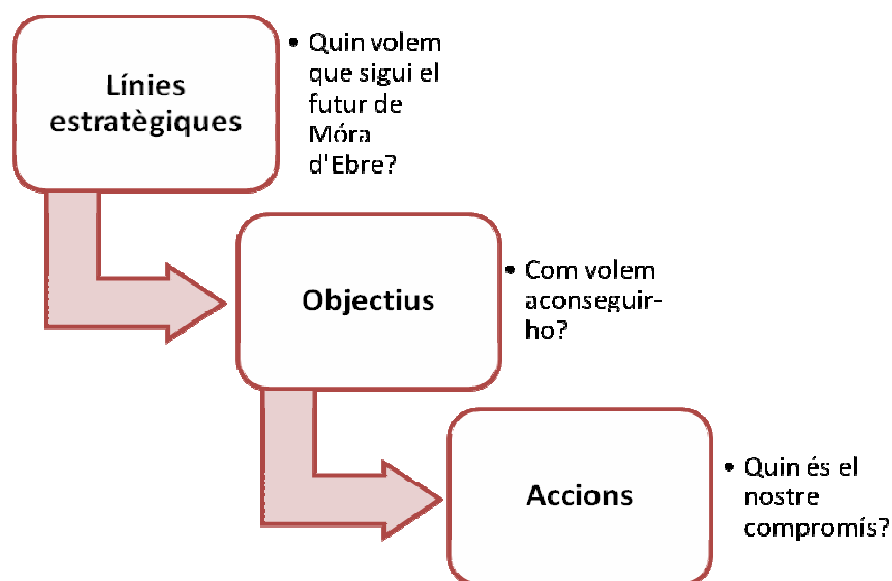 Línies
estratègiques
• Quin volem
que sigui el
futur de
Móra
d'Ebre?
Objectius
• Com volem
aconseguir-
ho?
Accions
• Quin és el
nostre
compromís?